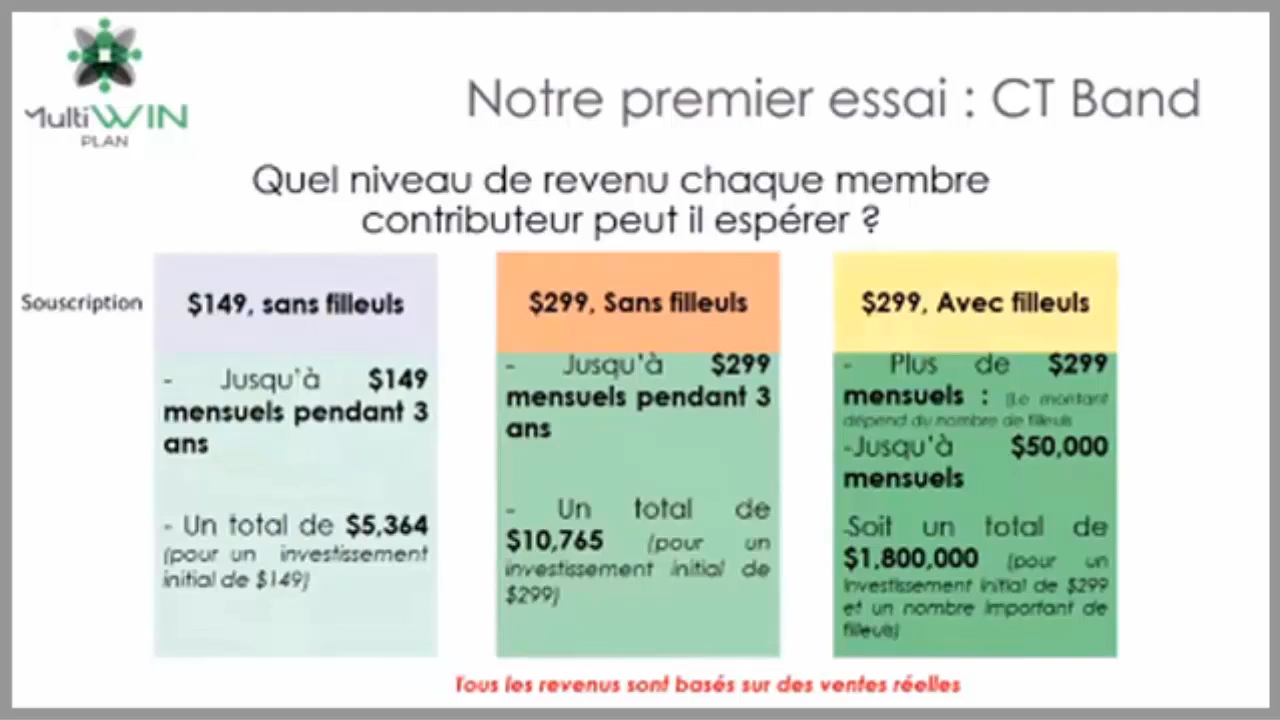 MultiWIN
PLAN
Notre premier essai : CT Band
Quel niveau de revenu chaque membre
contributeur peut il espérer ?
Souscription
$149, sans filleuls
- Jusqu'à $149
mensuels pendant 3
ans
- Un total de $5,364
(pour un investissement
initial de $149)
$299, Sans filleuls
- Jusqu'à $299
mensuels pendant 3
ans
- Un total de
$10,765 (pour un
investissement initial de
$299)
$299, Avec filleuls
- Plus de $299
mensuels : (Le montant
dépend du nombre de filleuls
-Jusqu'à $50,000
mensuels
-Soit un total de
$1,800,000 (pour un
investissement initial de $299
et un nombre important de
filleuls)
Tous les revenus sont basés sur des ventes réelles